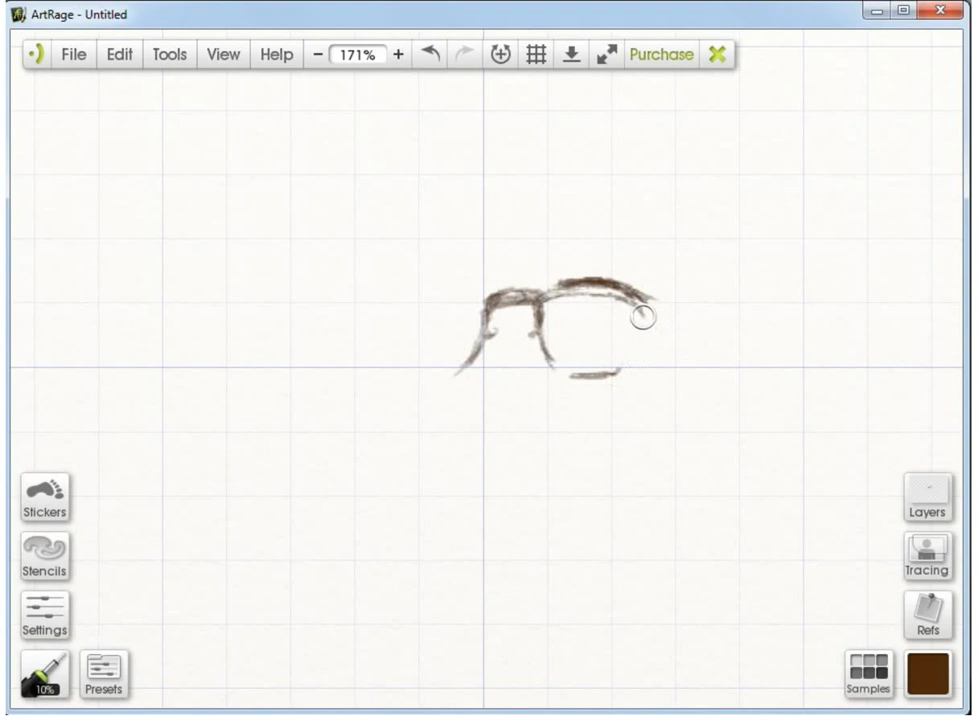 ArtRage - Untitled
File Edit Tools View Help − 171% + Purchase
Stickers
Layers
Stencils
Tracing
Settings
Refs
10%
Presets
Samples